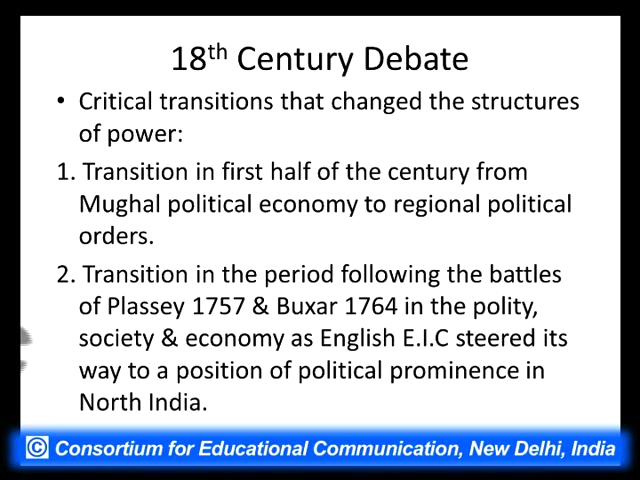 18th Century Debate
• Critical transitions that changed the structures
of power:
1. Transition in first half of the century from
Mughal political economy to regional political
orders.
2. Transition in the period following the battles
of Plassey 1757 & Buxar 1764 in the polity,
society & economy as English E.I.C steered its
way to a position of political prominence in
North India.
© Consortium for Educational Communication, New Delhi, India